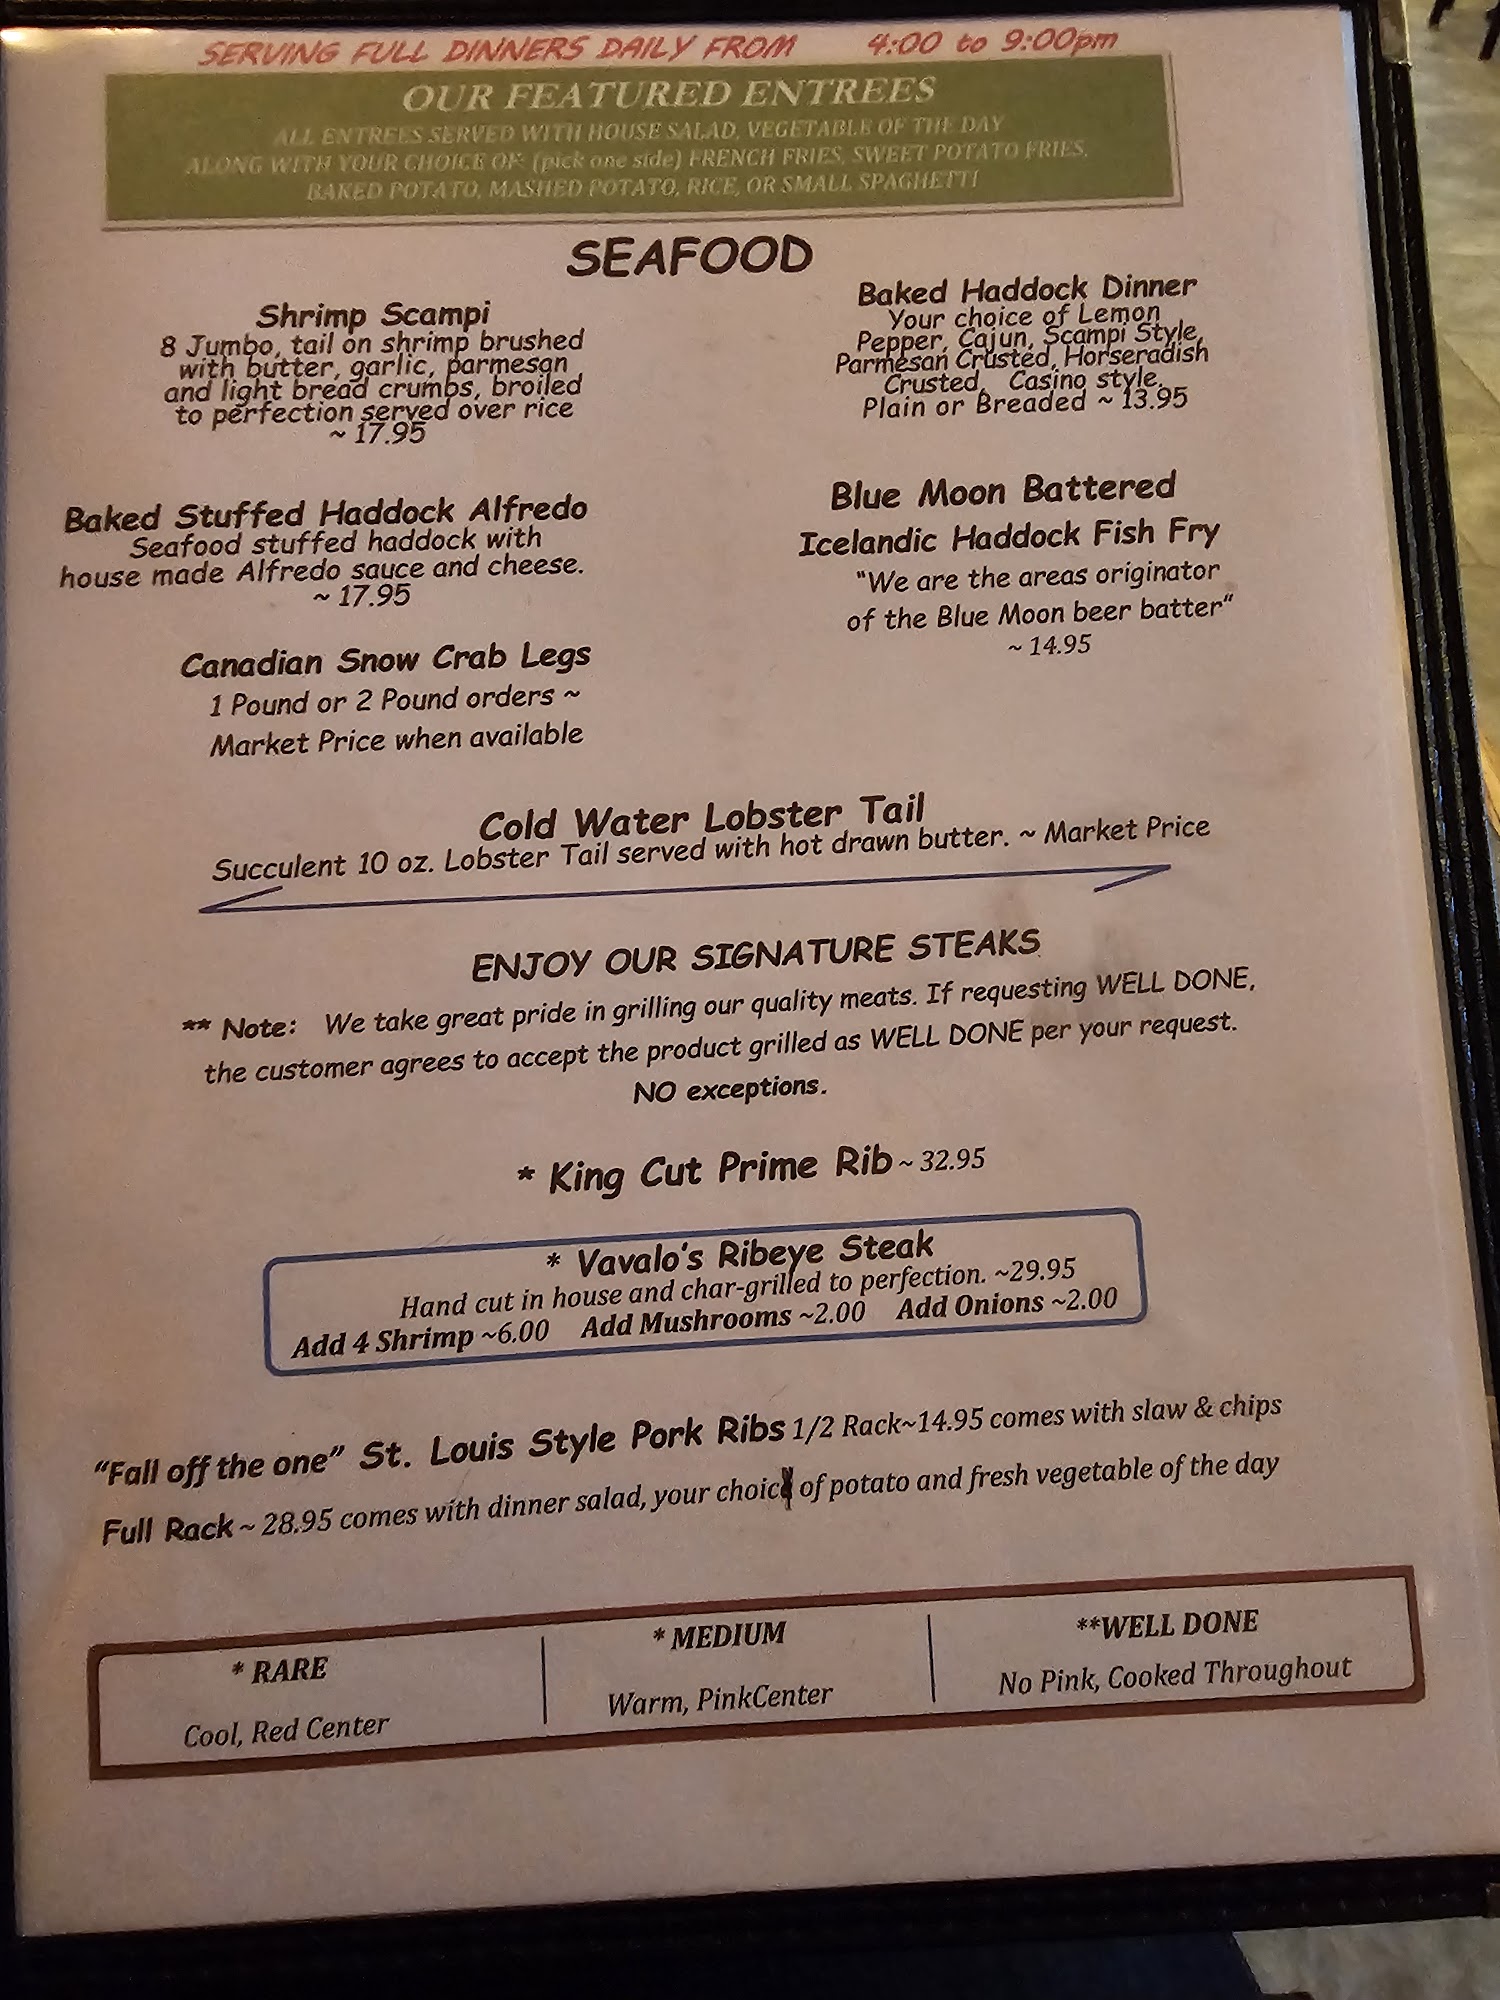 SERVING FULL DINNERS DAILY FROM 4:00 to 9:00pm
OUR FEATURED ENTREES
ALL ENTREES SERVED WITH HOUSE SALAD, VEGETABLE OF THE DAY
ALONG WITH YOUR CHOICE OF: (pick one side) FRENCH FRIES, SWEET POTATO FRIES,
BAKED POTATO, MASHED POTATO, RICE, OR SMALL SPAGHETTI
SEAFOOD
Shrimp Scampi
8 Jumbo, tail on shrimp brushed
with butter, garlic, parmesan
and light bread crumbs, broiled
to perfection served over rice
~ 17.95
Baked Haddock Dinner
Your choice of Lemon
Pepper, Cajun, Scampi Style,
Parmesan Crusted, Horseradish
Crusted, Casino style.
Plain or Breaded ~ 13.95
Baked Stuffed Haddock Alfredo
Seafood stuffed haddock with
house made Alfredo sauce and cheese.
~ 17.95
Blue Moon Battered
Icelandic Haddock Fish Fry
"We are the areas originator
of the Blue Moon beer batter"
~ 14.95
Canadian Snow Crab Legs
1 Pound or 2 Pound orders ~
Market Price when available
Cold Water Lobster Tail
Succulent 10 oz. Lobster Tail served with hot drawn butter. ~ Market Price
ENJOY OUR SIGNATURE STEAKS
** Note: We take great pride in grilling our quality meats. If requesting WELL DONE,
the customer agrees to accept the product grilled as WELL DONE per your request.
NO exceptions.
* King Cut Prime Rib ~ 32.95
* Vavalo's Ribeye Steak
Hand cut in house and char-grilled to perfection. ~29.95
Add 4 Shrimp ~6.00 Add Mushrooms ~2.00 Add Onions ~2.00
"Fall off the one" St. Louis Style Pork Ribs 1/2 Rack~14.95 comes with slaw & chips
Full Rack ~ 28.95 comes with dinner salad, your choice of potato and fresh vegetable of the day
* RARE
Cool, Red Center
* MEDIUM
Warm, PinkCenter
**WELL DONE
No Pink, Cooked Throughout